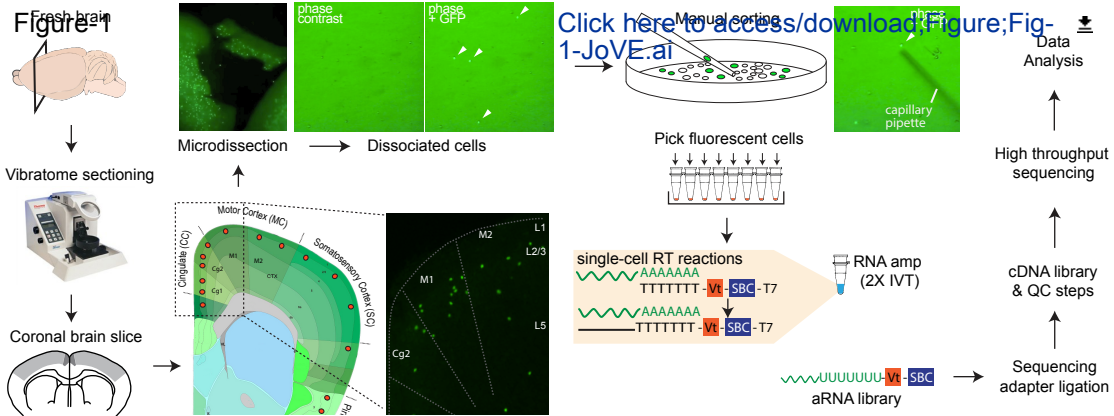 Figure-1
Fresh brain
Vibratome sectioning
Coronal brain slice
Microdissection
Dissociated cells
phase
contrast
phase
+ GFP
Click here to access/download;Figure;Fig-
1-JoVE.ai
Manual sorting
capillary
pipette
Motor Cortex (MC)
Cingulate (CC)
Somatosensory Cortex (SC)
M1
M2
CTX
Cg2
Cg1
M2
M1
Cg2
L1
L2/3
L5
Pick fluorescent cells
single-cell RT reactions
AAAAAAA
TTTTTTT -Vt-SBC-T7
AAAAAAA
TTTTTTT -Vt-SBC-T7
RNA amp
(2X IVT)
UUUUUUU-Vt-SBC
aRNA library
Sequencing
adapter ligation
cDNA library
& QC steps
High throughput
sequencing
Data
Analysis